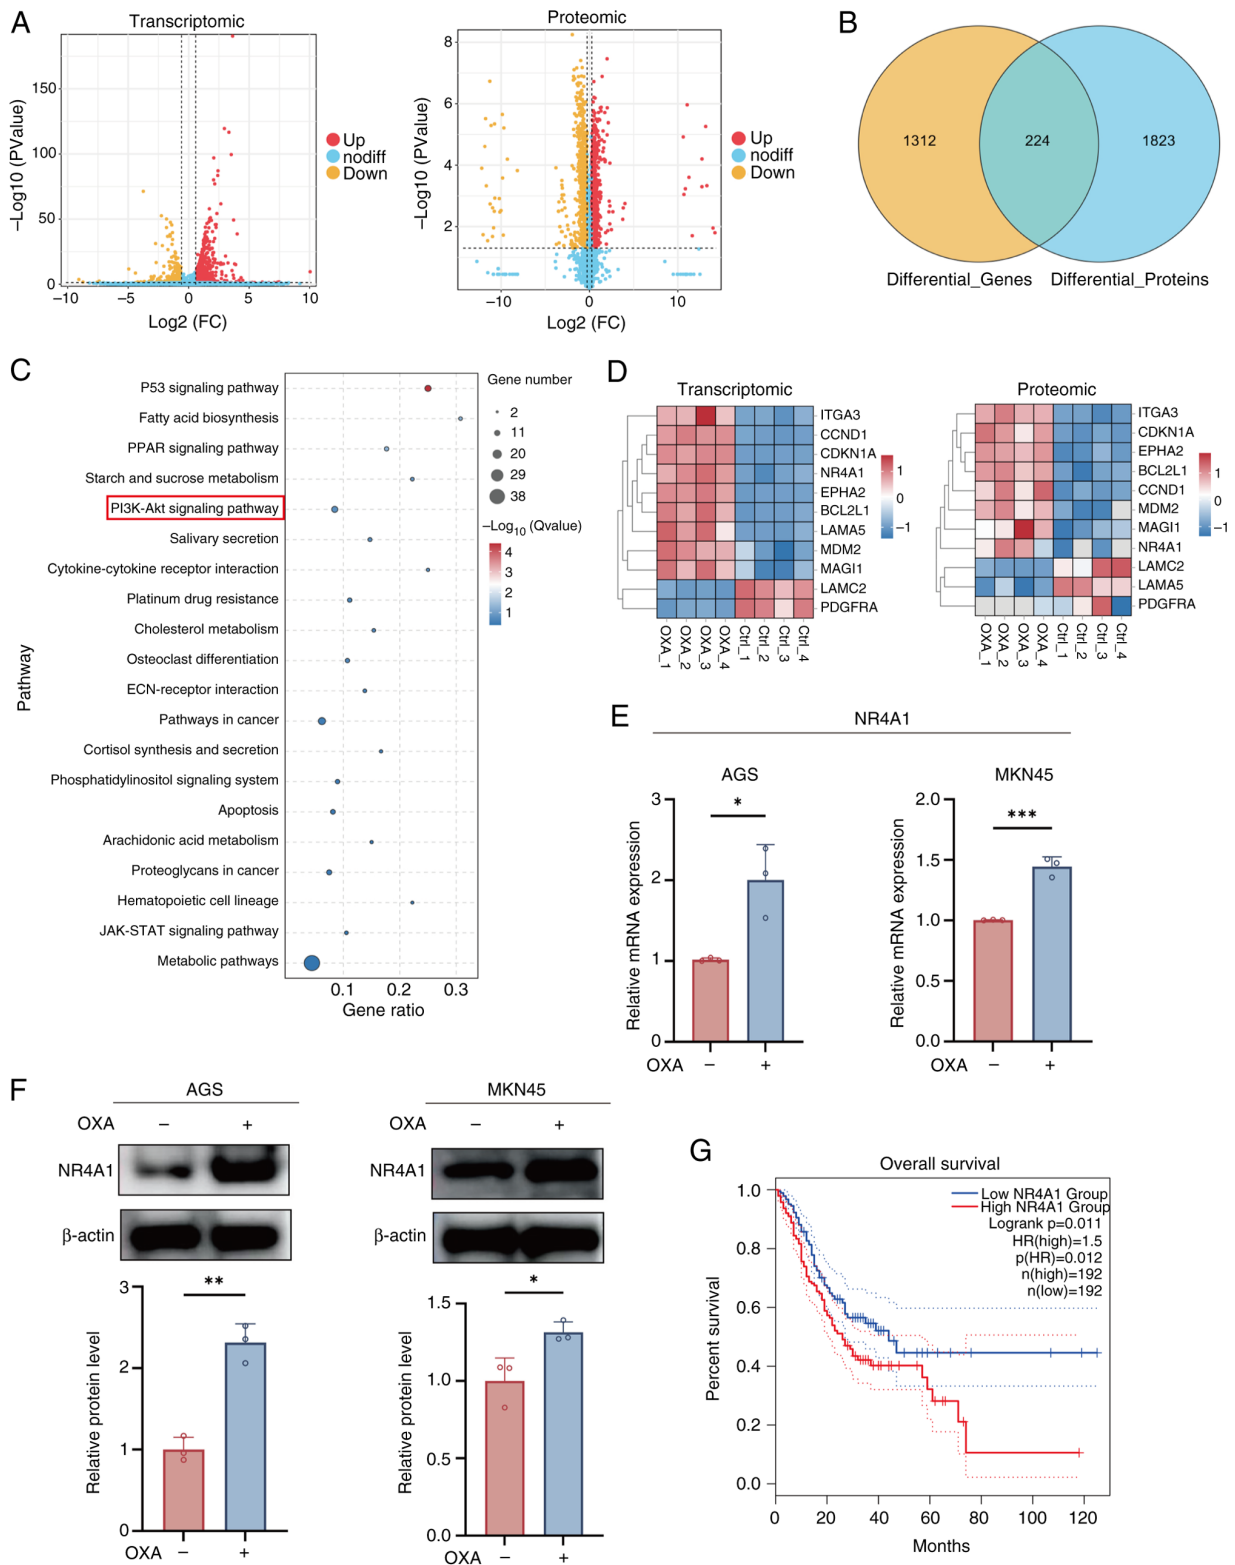 A
Transcriptomic
−Log10 (PValue)
150
100
50
0
−10
−5
0
5
10
Log2 (FC)
Up
nodiff
Down
Proteomic
−Log10 (PValue)
8
6
4
2
−10
0
10
Log2 (FC)
Up
nodiff
Down
B
1312
224
1823
Differential_Genes
Differential_Proteins
C
Pathway
P53 signaling pathway
Fatty acid biosynthesis
PPAR signaling pathway
Starch and sucrose metabolism
PI3K-Akt signaling pathway
Salivary secretion
Cytokine-cytokine receptor interaction
Platinum drug resistance
Cholesterol metabolism
Osteoclast differentiation
ECN-receptor interaction
Pathways in cancer
Cortisol synthesis and secretion
Phosphatidylinositol signaling system
Apoptosis
Arachidonic acid metabolism
Proteoglycans in cancer
Hematopoietic cell lineage
JAK-STAT signaling pathway
Metabolic pathways
0.1
0.2
0.3
Gene ratio
Gene number
2
11
20
29
38
−Log10 (Qvalue)
4
3
2
1
D
Transcriptomic
ITGA3
CCND1
CDKN1A
NR4A1
EPHA2
BCL2L1
LAMA5
MDM2
MAGI1
LAMC2
PDGFRA
OXA_1
OXA_2
OXA_3
OXA_4
Ctrl_1
Ctrl_2
Ctrl_3
Ctrl_4
1
0
−1
Proteomic
ITGA3
CDKN1A
EPHA2
BCL2L1
CCND1
MDM2
MAGI1
NR4A1
LAMC2
LAMA5
PDGFRA
OXA_1
OXA_2
OXA_3
OXA_4
Ctrl_1
Ctrl_2
Ctrl_3
Ctrl_4
1
0
−1
E
NR4A1
AGS
Relative mRNA expression
3
2
1
0
*
OXA − +
MKN45
Relative mRNA expression
2.0
1.5
1.0
0.5
0.0
***
OXA − +
F
AGS
OXA − +
NR4A1
β-actin
Relative protein level
3
2
1
0
**
OXA − +
MKN45
OXA − +
NR4A1
β-actin
Relative protein level
1.5
1.0
0.5
0.0
*
OXA − +
G
Overall survival
Percent survival
1.0
0.8
0.6
0.4
0.2
0.0
0
20
40
60
80
100
120
Months
Low NR4A1 Group
High NR4A1 Group
Logrank p=0.011
HR(high)=1.5
p(HR)=0.012
n(high)=192
n(low)=192